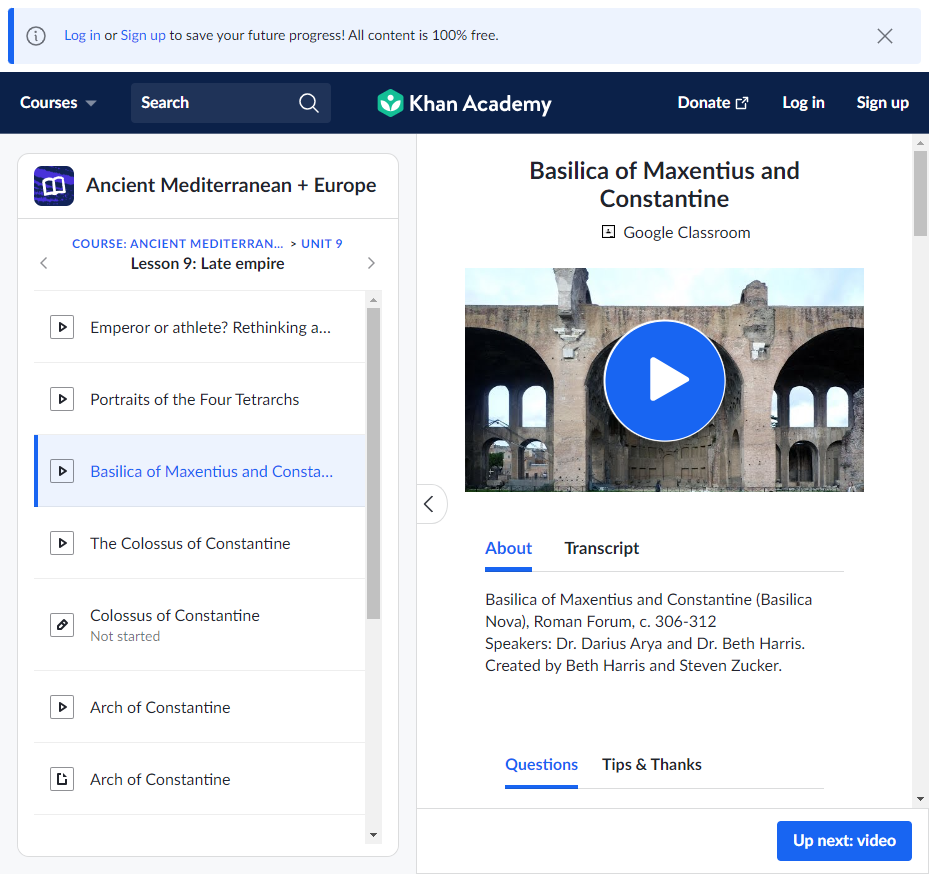 Log in or Sign up to save your future progress! All content is 100% free.
Courses
Search
Khan Academy
Donate
Log in
Sign up
Ancient Mediterranean + Europe
COURSE: ANCIENT MEDITERRAN... > UNIT 9
Lesson 9: Late empire
Emperor or athlete? Rethinking a...
Portraits of the Four Tetrarchs
Basilica of Maxentius and Consta...
The Colossus of Constantine
Colossus of Constantine
Not started
Arch of Constantine
Arch of Constantine
Basilica of Maxentius and
Constantine
Google Classroom
About
Transcript
Basilica of Maxentius and Constantine (Basilica
Nova), Roman Forum, c. 306-312
Speakers: Dr. Darius Arya and Dr. Beth Harris.
Created by Beth Harris and Steven Zucker.
Questions
Tips & Thanks
Up next: video